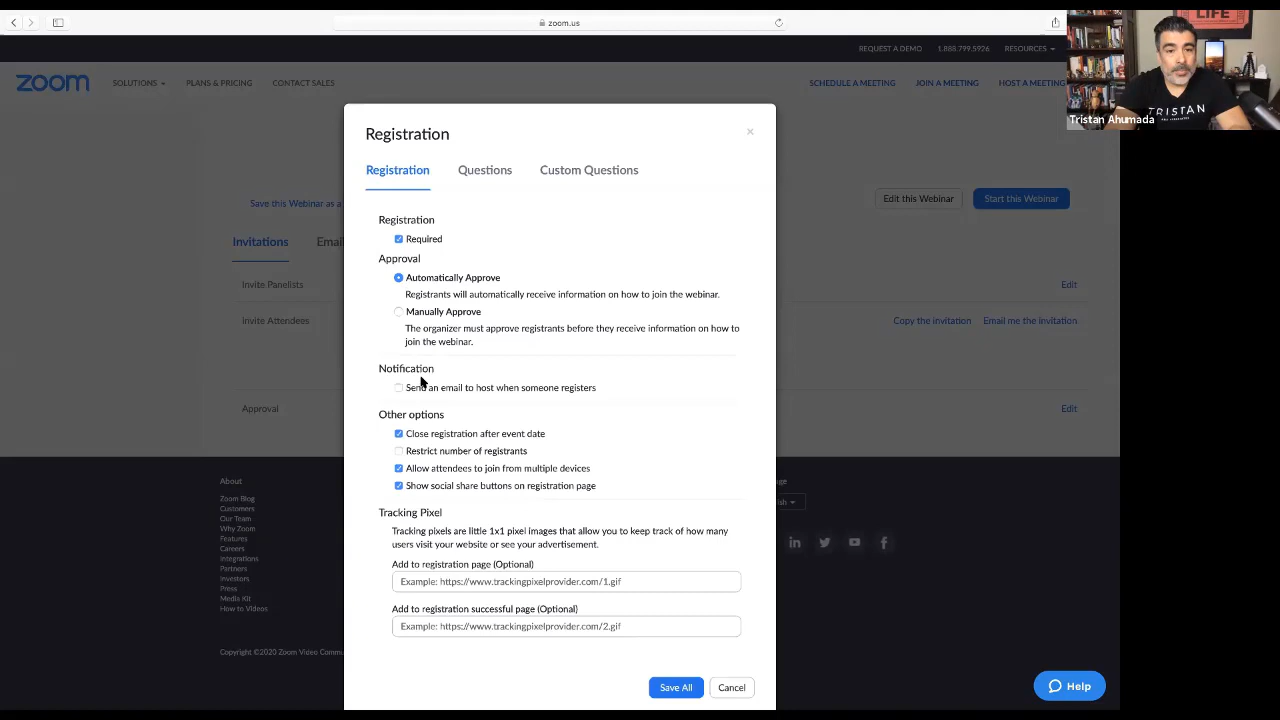 zoom.us
REQUEST A DEMO 1.888.799.5926 RESOURCES
zoom SOLUTIONS PLANS & PRICING CONTACT SALES SCHEDULE A MEETING JOIN A MEETING HOST A MEETING
LIFE
TRISTAN
Tristan Ahumada
Registration
Registration Questions Custom Questions
Save this Webinar as a Edit this Webinar Start this Webinar
Invitations Email
Invite Panelists Edit
Invite Attendees Copy the invitation Email me the invitation
Approval Edit
Registration
Required
Approval
Automatically Approve
Registrants will automatically receive information on how to join the webinar.
Manually Approve
The organizer must approve registrants before they receive information on how to
join the webinar.
Notification
Send an email to host when someone registers
Other options
Close registration after event date
Restrict number of registrants
Allow attendees to join from multiple devices
Show social share buttons on registration page
Tracking Pixel
Tracking pixels are little 1x1 pixel images that allow you to keep track of how many
users visit your website or see your advertisement.
Add to registration page (Optional)
Example: https://www.trackingpixelprovider.com/1.gif
Add to registration successful page (Optional)
Example: https://www.trackingpixelprovider.com/2.gif
Save All Cancel
About
Zoom Blog
Customers
Our Team
Why Zoom
Features
Careers
Integrations
Partners
Investors
Press
Media Kit
How to Videos
Copyright ©2020 Zoom Video
Help